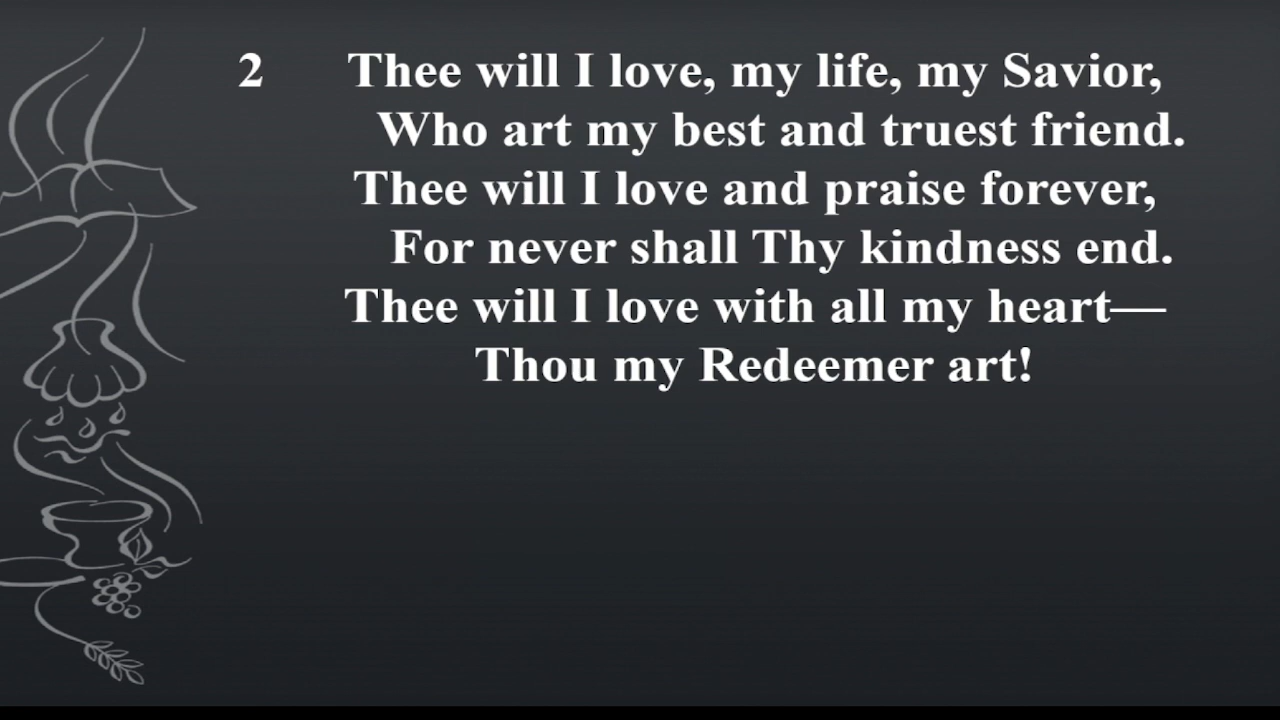 2 Thee will I love, my life, my Savior,
Who art my best and truest friend.
Thee will I love and praise forever,
For never shall Thy kindness end.
Thee will I love with all my heart—
Thou my Redeemer art!